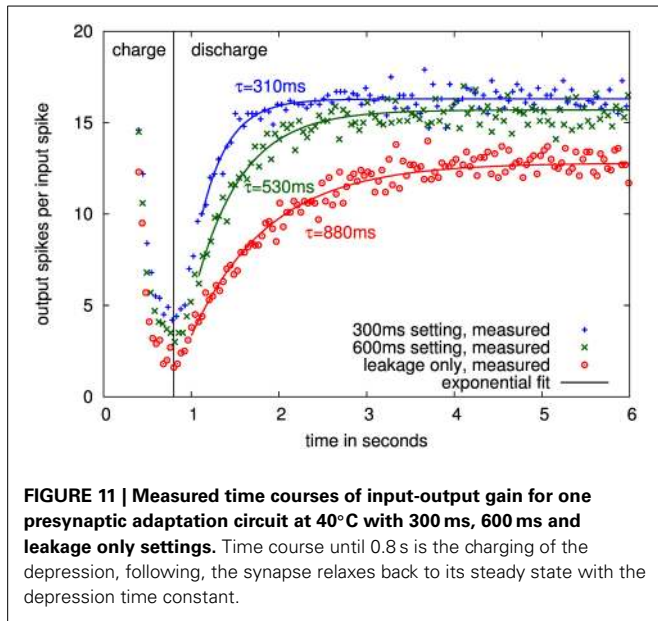 20
15
10
5
0
output spikes per input spike
charge
discharge
τ=310ms
τ=530ms
τ=880ms
300ms setting, measured
600ms setting, measured
leakage only, measured
exponential fit
0 1 2 3 4 5 6
time in seconds
FIGURE 11 | Measured time courses of input-output gain for one
presynaptic adaptation circuit at 40°C with 300 ms, 600 ms and
leakage only settings. Time course until 0.8 s is the charging of the
depression, following, the synapse relaxes back to its steady state with the
depression time constant.